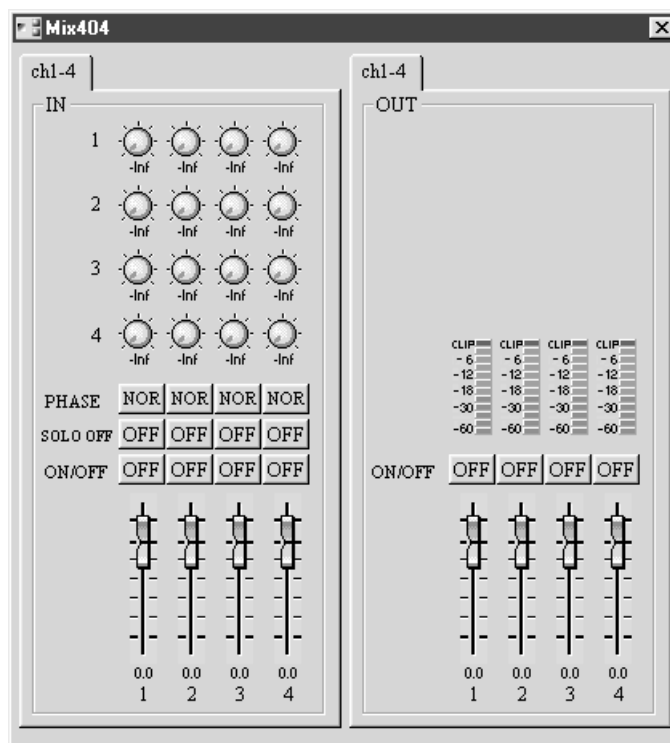 Mix404
ch1-4
IN
1
-Inf -Inf -Inf -Inf
2
-Inf -Inf -Inf -Inf
3
-Inf -Inf -Inf -Inf
4
-Inf -Inf -Inf -Inf
PHASE NOR NOR NOR NOR
SOLO OFF OFF OFF OFF OFF
ON/OFF OFF OFF OFF OFF
0.0 0.0 0.0 0.0
1 2 3 4
ch1-4
OUT
CLIP CLIP CLIP CLIP
-6 -6 -6 -6
-12 -12 -12 -12
-18 -18 -18 -18
-30 -30 -30 -30
-60 -60 -60 -60
ON/OFF OFF OFF OFF OFF
0.0 0.0 0.0 0.0
1 2 3 4